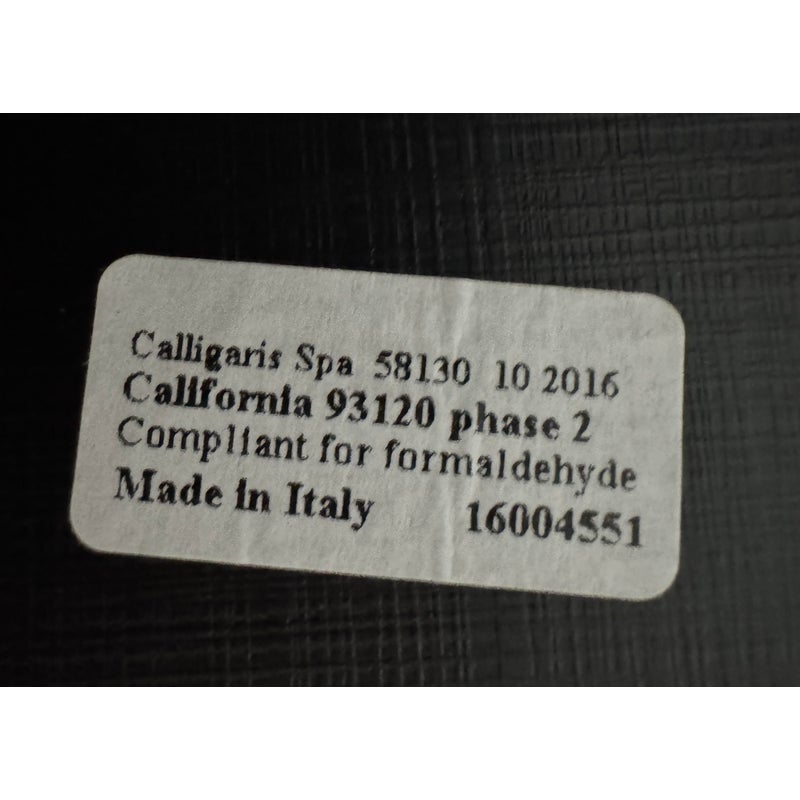 Calligaris Spa 58130 10 2016
California 93120 phase 2
Compliant for formaldehyde
Made in Italy 16004551